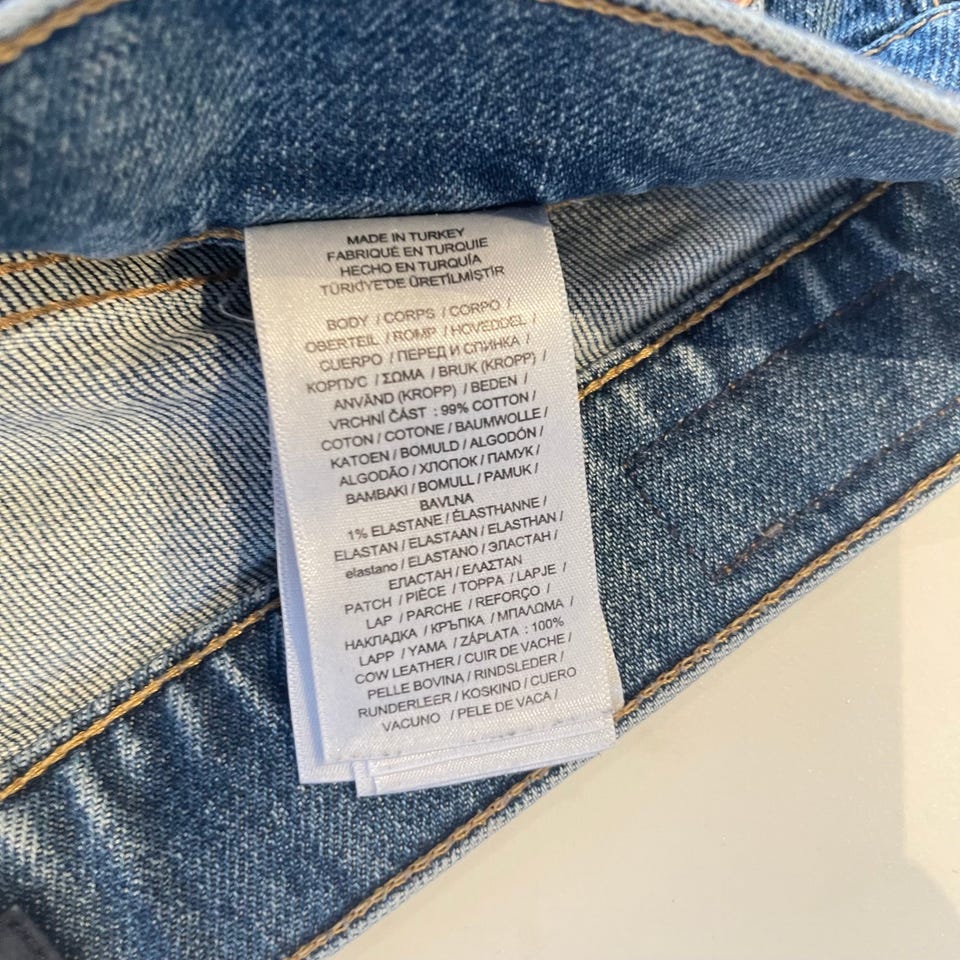 MADE IN TURKEY
FABRIQUÉ EN TURQUIE
HECHO EN TURQUÍA
TÜRKİYE'DE ÜRETİLMİŞTİR
BODY / CORPS / CORPO /
OBERTEIL / ROMP / HOVEDDEL /
CUERPO / ПЕРЕД И СПИНКА /
КОРПУС / ΣΩΜΑ / BRUK (KROPP) /
ANVÄND (KROPP) / BEDEN /
VRCHNÍ ČÁST : 99% COTTON /
COTON / COTONE / BAUMWOLLE /
KATOEN / BOMULD / ALGODÓN /
ALGODÃO / ХЛОПОК / ПАМУК /
BAMBAKI / BOMULL / PAMUK /
BAVLNA
1% ELASTANE / ÉLASTHANNE /
ELASTAN / ELASTAAN / ELASTHAN /
elastano / ELASTANO / ЭЛАСТАН /
ЕЛАСТАН / ΕΛΑΣΤΑΝ
PATCH / PIÈCE / TOPPA / LAPJE /
LAP / PARCHE / REFORÇO /
НАКЛАДКА / КРЪПКА / ΜΠΑΛΩΜΑ /
LAPP / YAMA / ZÁPLATA : 100%
COW LEATHER / CUIR DE VACHE /
PELLE BOVINA / RINDSLEDER /
RUNDERLEER / KOSKIND / CUERO
VACUNO / PELE DE VACA /